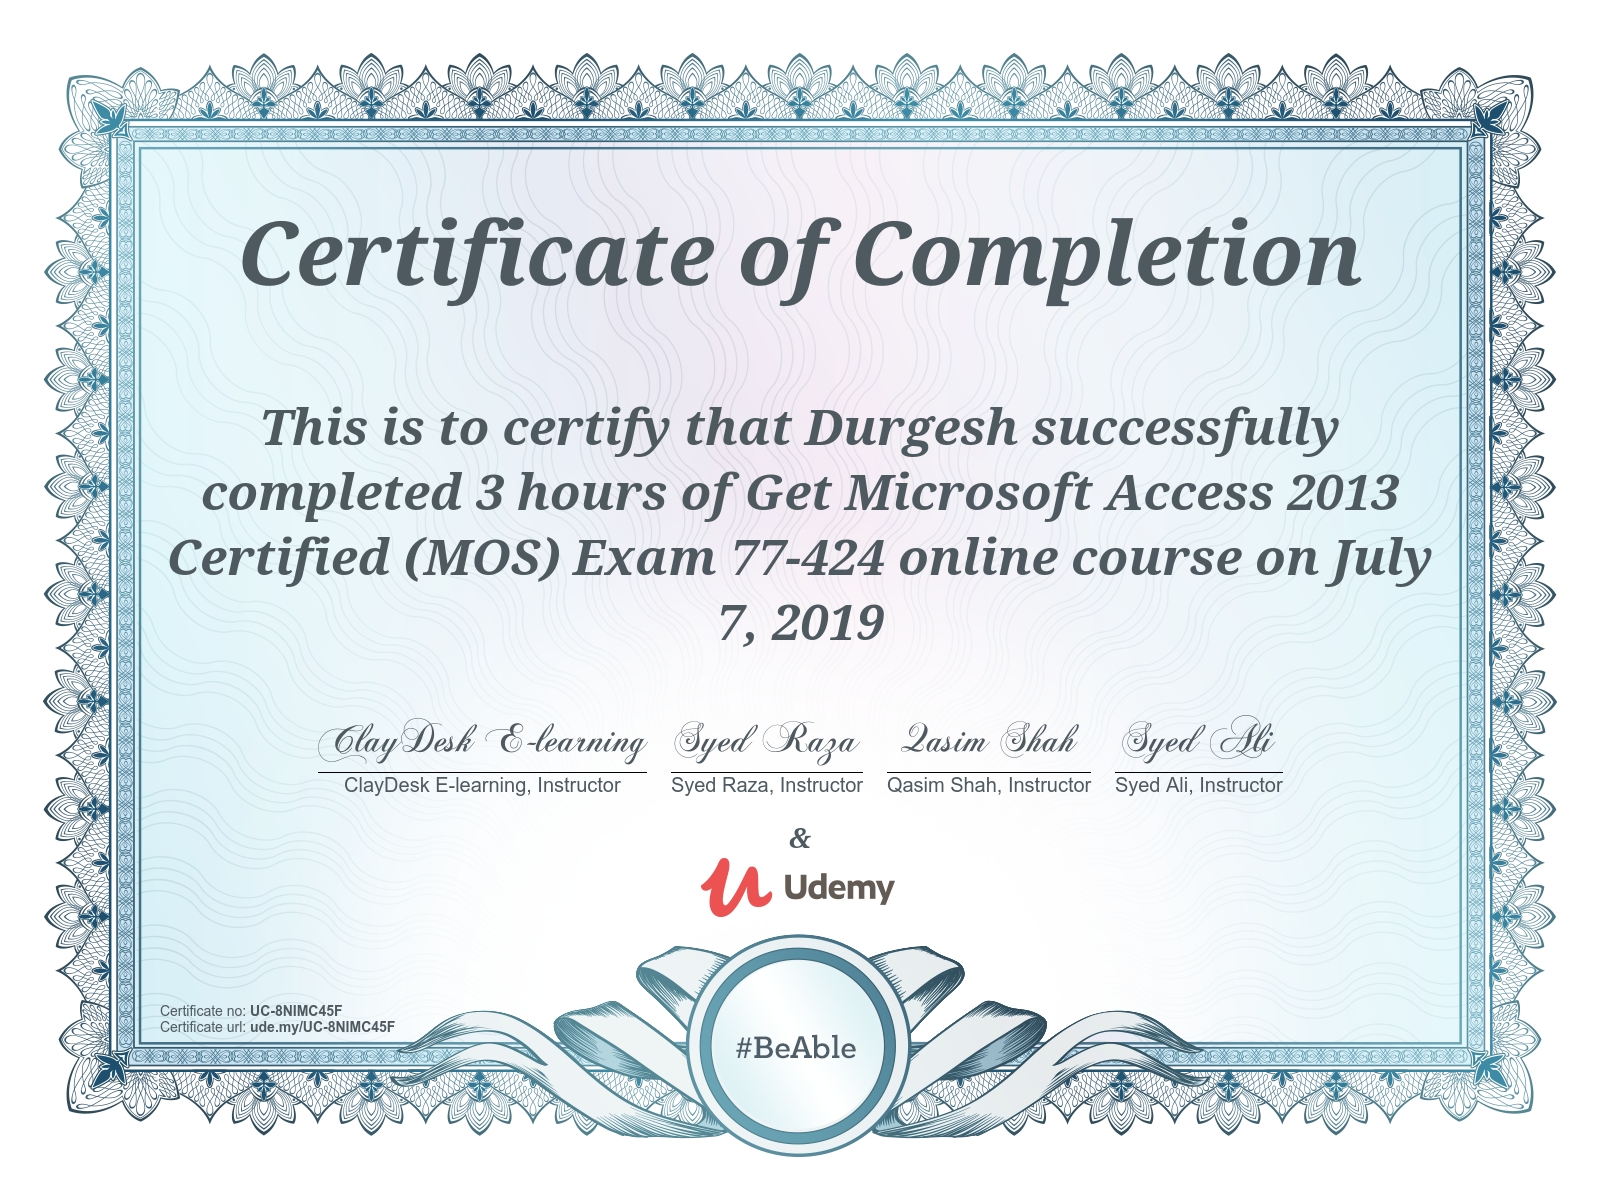 Certificate of Completion
This is to certify that Durgesh successfully
completed 3 hours of Get Microsoft Access 2013
Certified (MOS) Exam 77-424 online course on July
7, 2019
ClayDesk E-learning Syed Raza Qasim Shah Syed Ali
ClayDesk E-learning, Instructor Syed Raza, Instructor Qasim Shah, Instructor Syed Ali, Instructor
&
Udemy
Certificate no: UC-8NIMC45F
Certificate url: ude.my/UC-8NIMC45F
#BeAble